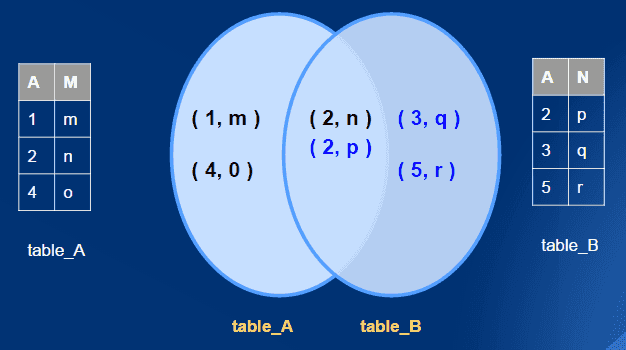 A M
1 m
2 n
4 o
table_A
( 1, m )
( 4, 0 )
( 2, n )
( 2, p )
( 3, q )
( 5, r )
table_A
table_B
A N
2 p
3 q
5 r
table_B